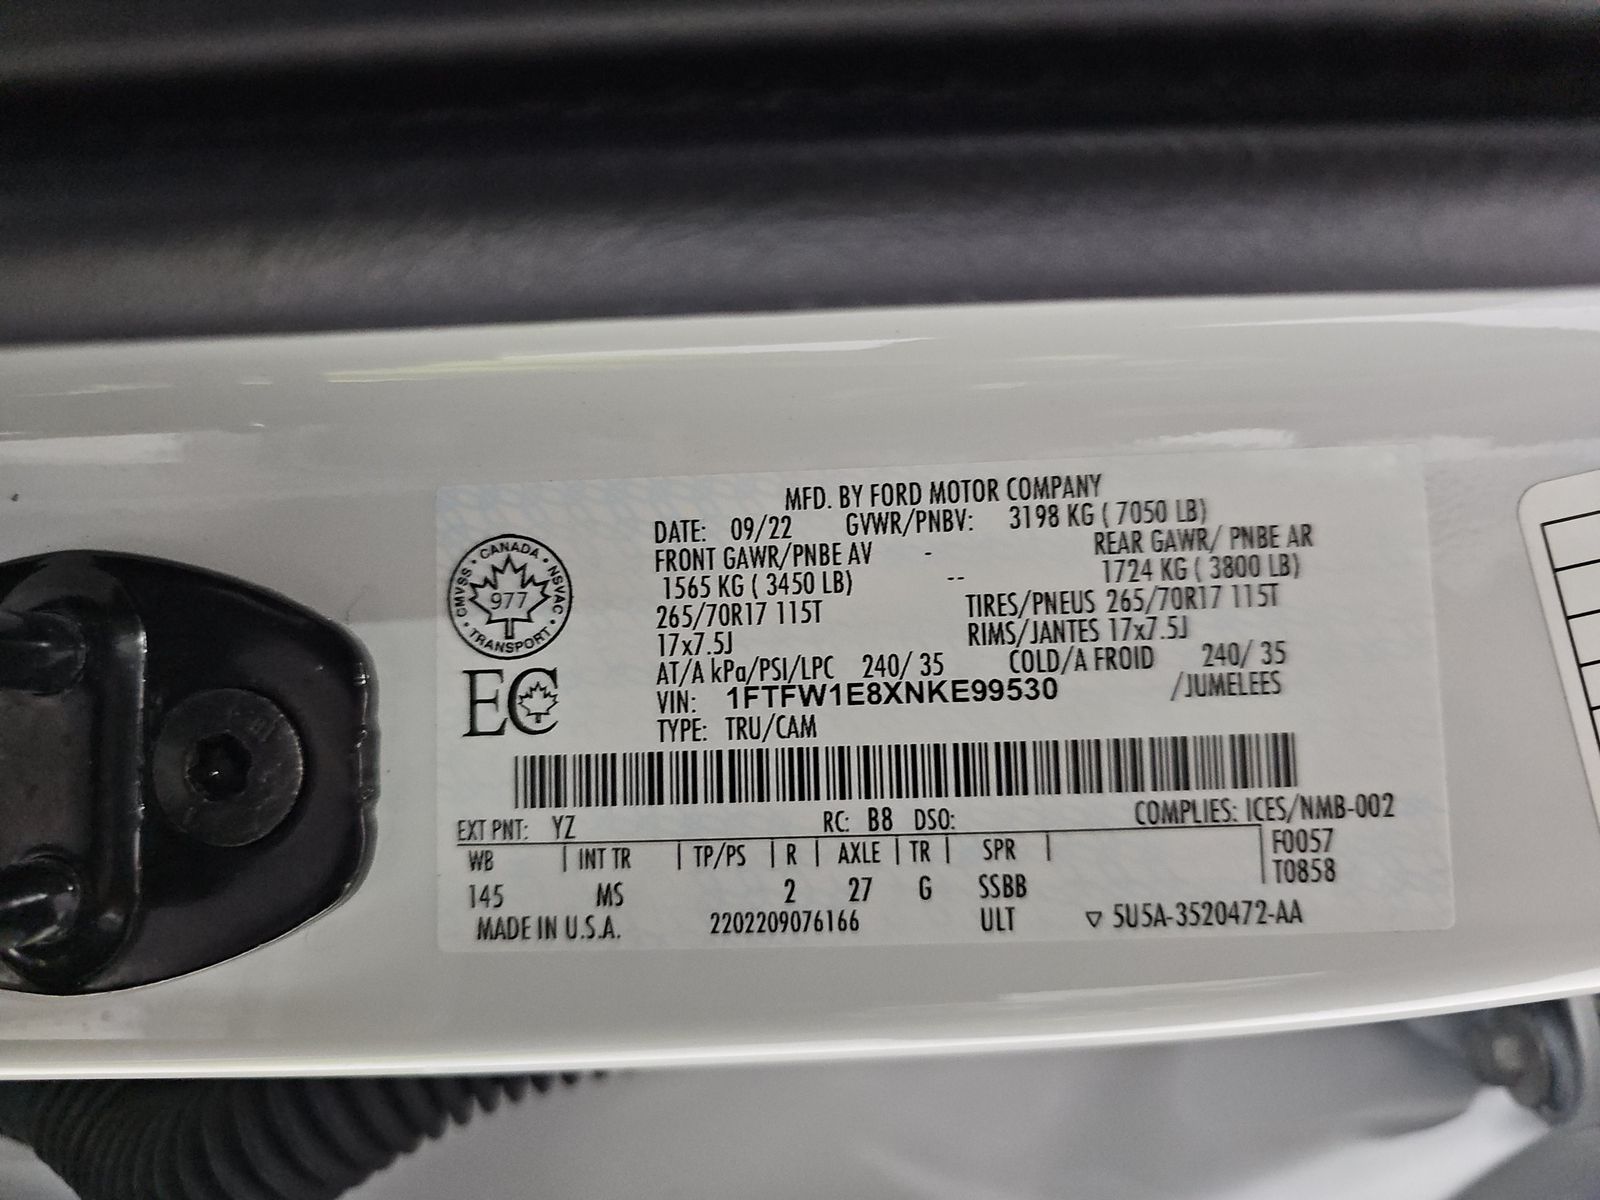 MFD. BY FORD MOTOR COMPANY
DATE: 09/22 GVWR/PNBV: 3198 KG ( 7050 LB)
FRONT GAWR/PNBE AV - REAR GAWR/ PNBE AR
1565 KG ( 3450 LB) -- 1724 KG ( 3800 LB)
265/70R17 115T TIRES/PNEUS 265/70R17 115T
17x7.5J RIMS/JANTES 17x7.5J
AT/A kPa/PSI/LPC 240/ 35 COLD/A FROID 240/ 35
VIN: 1FTFW1E8XNKE99530 /JUMELEES
TYPE: TRU/CAM
CANADA
CMVSS 977 NSVAC
TRANSPORT
EC
EXT PNT: YZ RC: B8 DSO: COMPLIES: ICES/NMB-002
WB | INT TR | TP/PS | R | AXLE | TR | SPR | F0057
T0858
145 MS 2 27 G SSBB
MADE IN U.S.A. 2202209076166 ULT ▽ 5U5A-3520472-AA